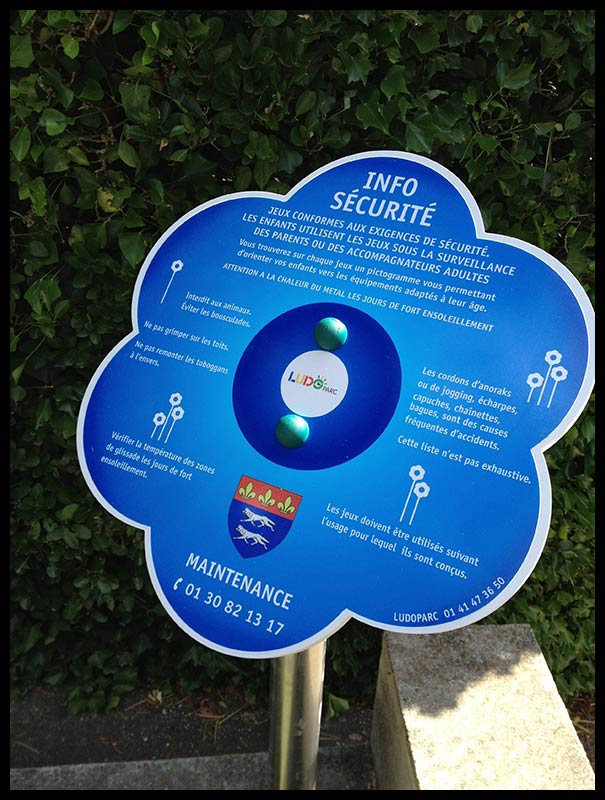 INFO
SÉCURITÉ
JEUX CONFORMES AUX EXIGENCES DE SÉCURITÉ.
LES ENFANTS UTILISENT LES JEUX SOUS LA SURVEILLANCE
DES PARENTS OU DES ACCOMPAGNATEURS ADULTES
Vous trouverez sur chaque jeux un pictogramme vous permettant
d'orienter vos enfants vers les équipements adaptés à leur âge.
ATTENTION A LA CHALEUR DU METAL LES JOURS DE FORT ENSOLEILLEMENT
Interdit aux animaux.
Éviter les bousculades.
Ne pas grimper sur les toits.
Ne pas remonter les toboggans
à l'envers.
LUDO
PARC
Les cordons d'anoraks
ou de jogging, écharpes,
capuches, chaînettes,
bagues, sont des causes
fréquentes d'accidents.
Cette liste n'est pas exhaustive.
Vérifier la température des zones
de glissade les jours de fort
ensoleillement.
Les jeux doivent être utilisés suivant
l'usage pour lequel ils sont conçus.
MAINTENANCE
01 30 82 13 17
LUDOPARC 01 41 47 36 50